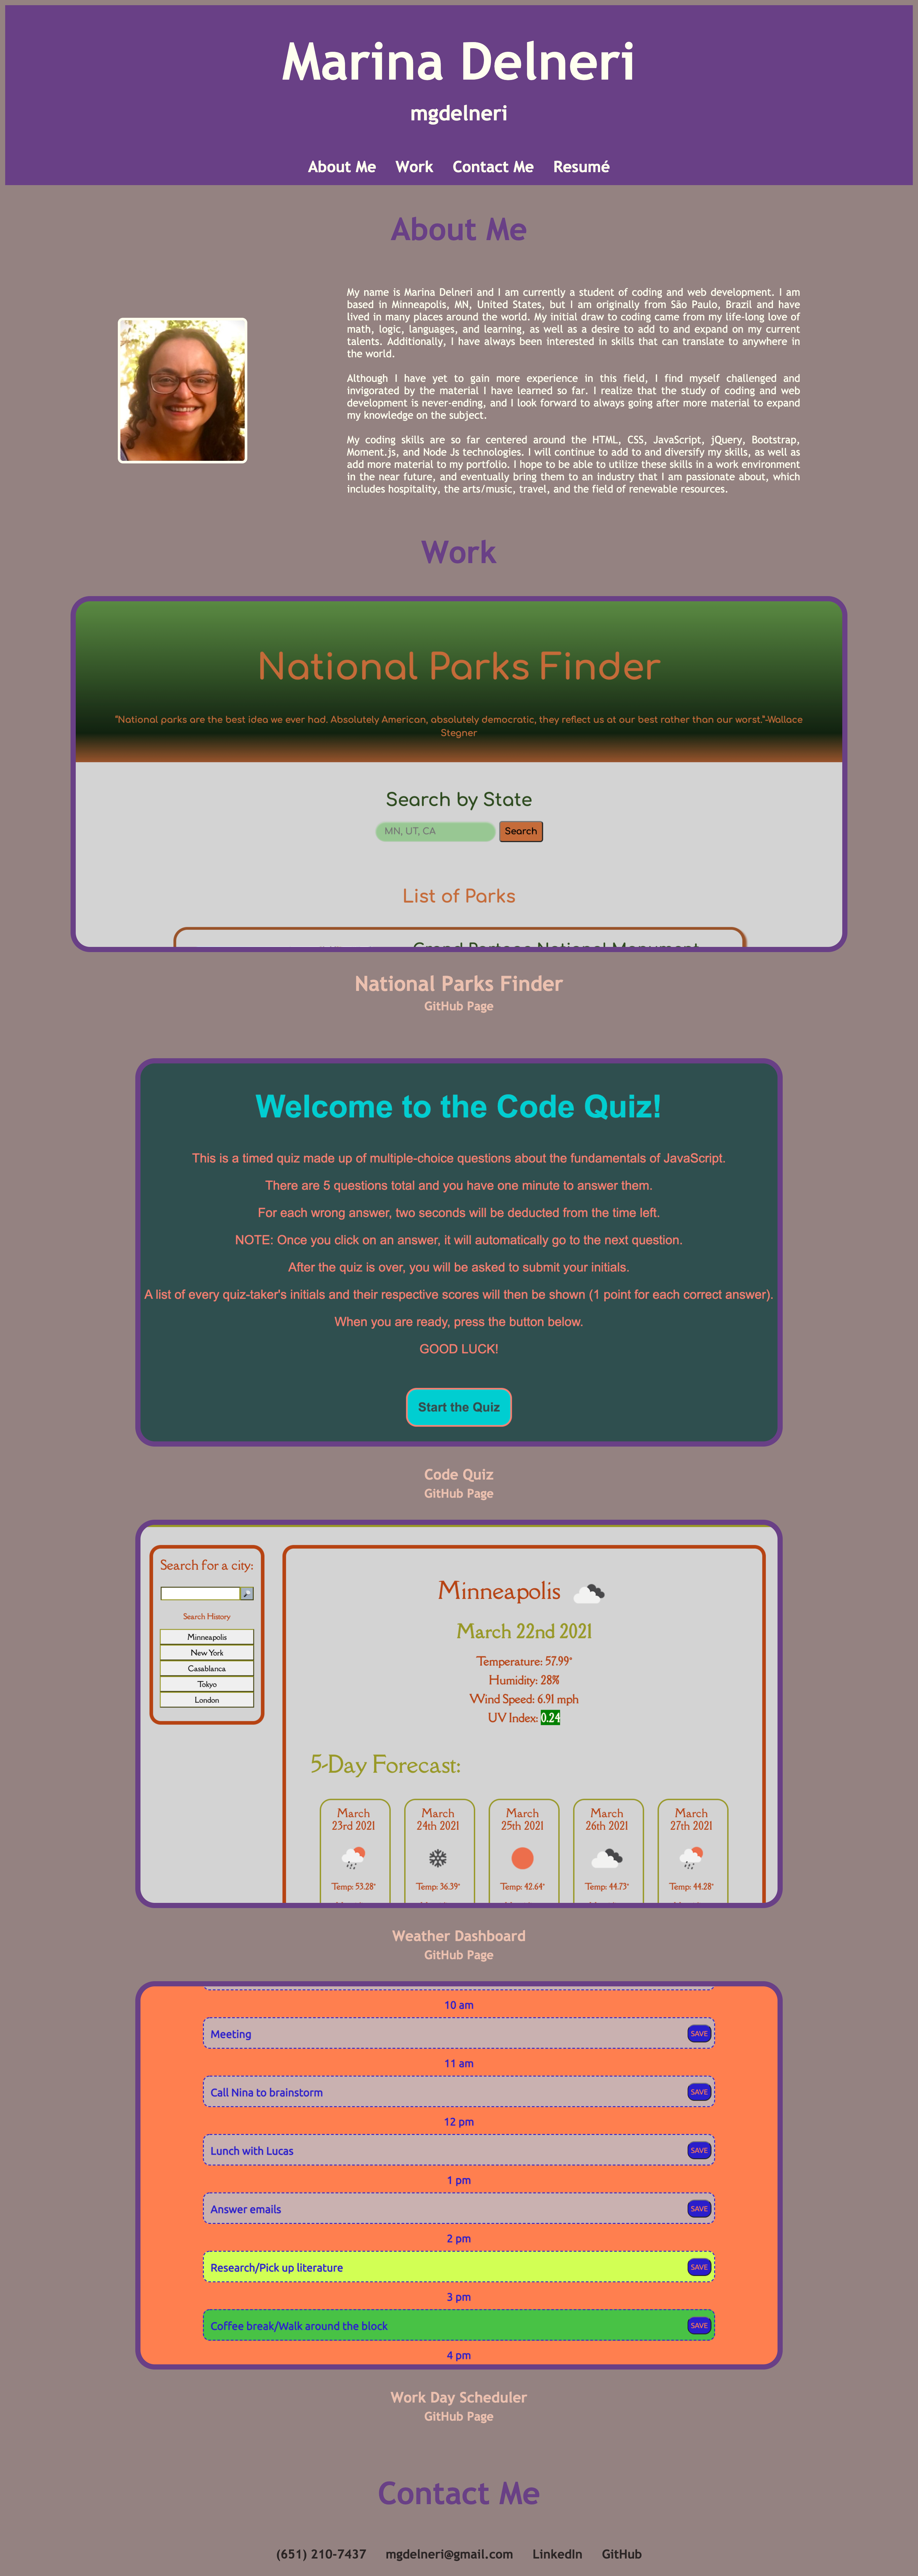 Marina Delneri
mgdelneri
About Me Work Contact Me Resumé
About Me
My name is Marina Delneri and I am currently a student of coding and web development. I am
based in Minneapolis, MN, United States, but I am originally from São Paulo, Brazil and have
lived in many places around the world. My initial draw to coding came from my life-long love of
math, logic, languages, and learning, as well as a desire to add to and expand on my current
talents. Additionally, I have always been interested in skills that can translate to anywhere in
the world.
Although I have yet to gain more experience in this field, I find myself challenged and
invigorated by the material I have learned so far. I realize that the study of coding and web
development is never-ending, and I look forward to always going after more material to expand
my knowledge on the subject.
My coding skills are so far centered around the HTML, CSS, JavaScript, jQuery, Bootstrap,
Moment.js, and Node Js technologies. I will continue to add to and diversify my skills, as well as
add more material to my portfolio. I hope to be able to utilize these skills in a work environment
in the near future, and eventually bring them to an industry that I am passionate about, which
includes hospitality, the arts/music, travel, and the field of renewable resources.
Work
National Parks Finder
"National parks are the best idea we ever had. Absolutely American, absolutely democratic, they reflect us at our best rather than our worst."-Wallace
Stegner
Search by State
MN, UT, CA Search
List of Parks
Grand Portage National Monument
National Parks Finder
GitHub Page
Welcome to the Code Quiz!
This is a timed quiz made up of multiple-choice questions about the fundamentals of JavaScript.
There are 5 questions total and you have one minute to answer them.
For each wrong answer, two seconds will be deducted from the time left.
NOTE: Once you click on an answer, it will automatically go to the next question.
After the quiz is over, you will be asked to submit your initials.
A list of every quiz-taker's initials and their respective scores will then be shown (1 point for each correct answer).
When you are ready, press the button below.
GOOD LUCK!
Start the Quiz
Code Quiz
GitHub Page
Search for a city:
Search History
Minneapolis
New York
Casablanca
Tokyo
London
Minneapolis
March 22nd 2021
Temperature: 57.99°
Humidity: 28%
Wind Speed: 6.91 mph
UV Index: 0.24
5-Day Forecast:
March
23rd 2021
Temp: 53.28°
March
24th 2021
Temp: 36.39°
March
25th 2021
Temp: 42.64°
March
26th 2021
Temp: 44.73°
March
27th 2021
Temp: 44.28°
Weather Dashboard
GitHub Page
10 am
Meeting SAVE
11 am
Call Nina to brainstorm SAVE
12 pm
Lunch with Lucas SAVE
1 pm
Answer emails SAVE
2 pm
Research/Pick up literature SAVE
3 pm
Coffee break/Walk around the block SAVE
4 pm
Work Day Scheduler
GitHub Page
Contact Me
(651) 210-7437 mgdelneri@gmail.com LinkedIn GitHub